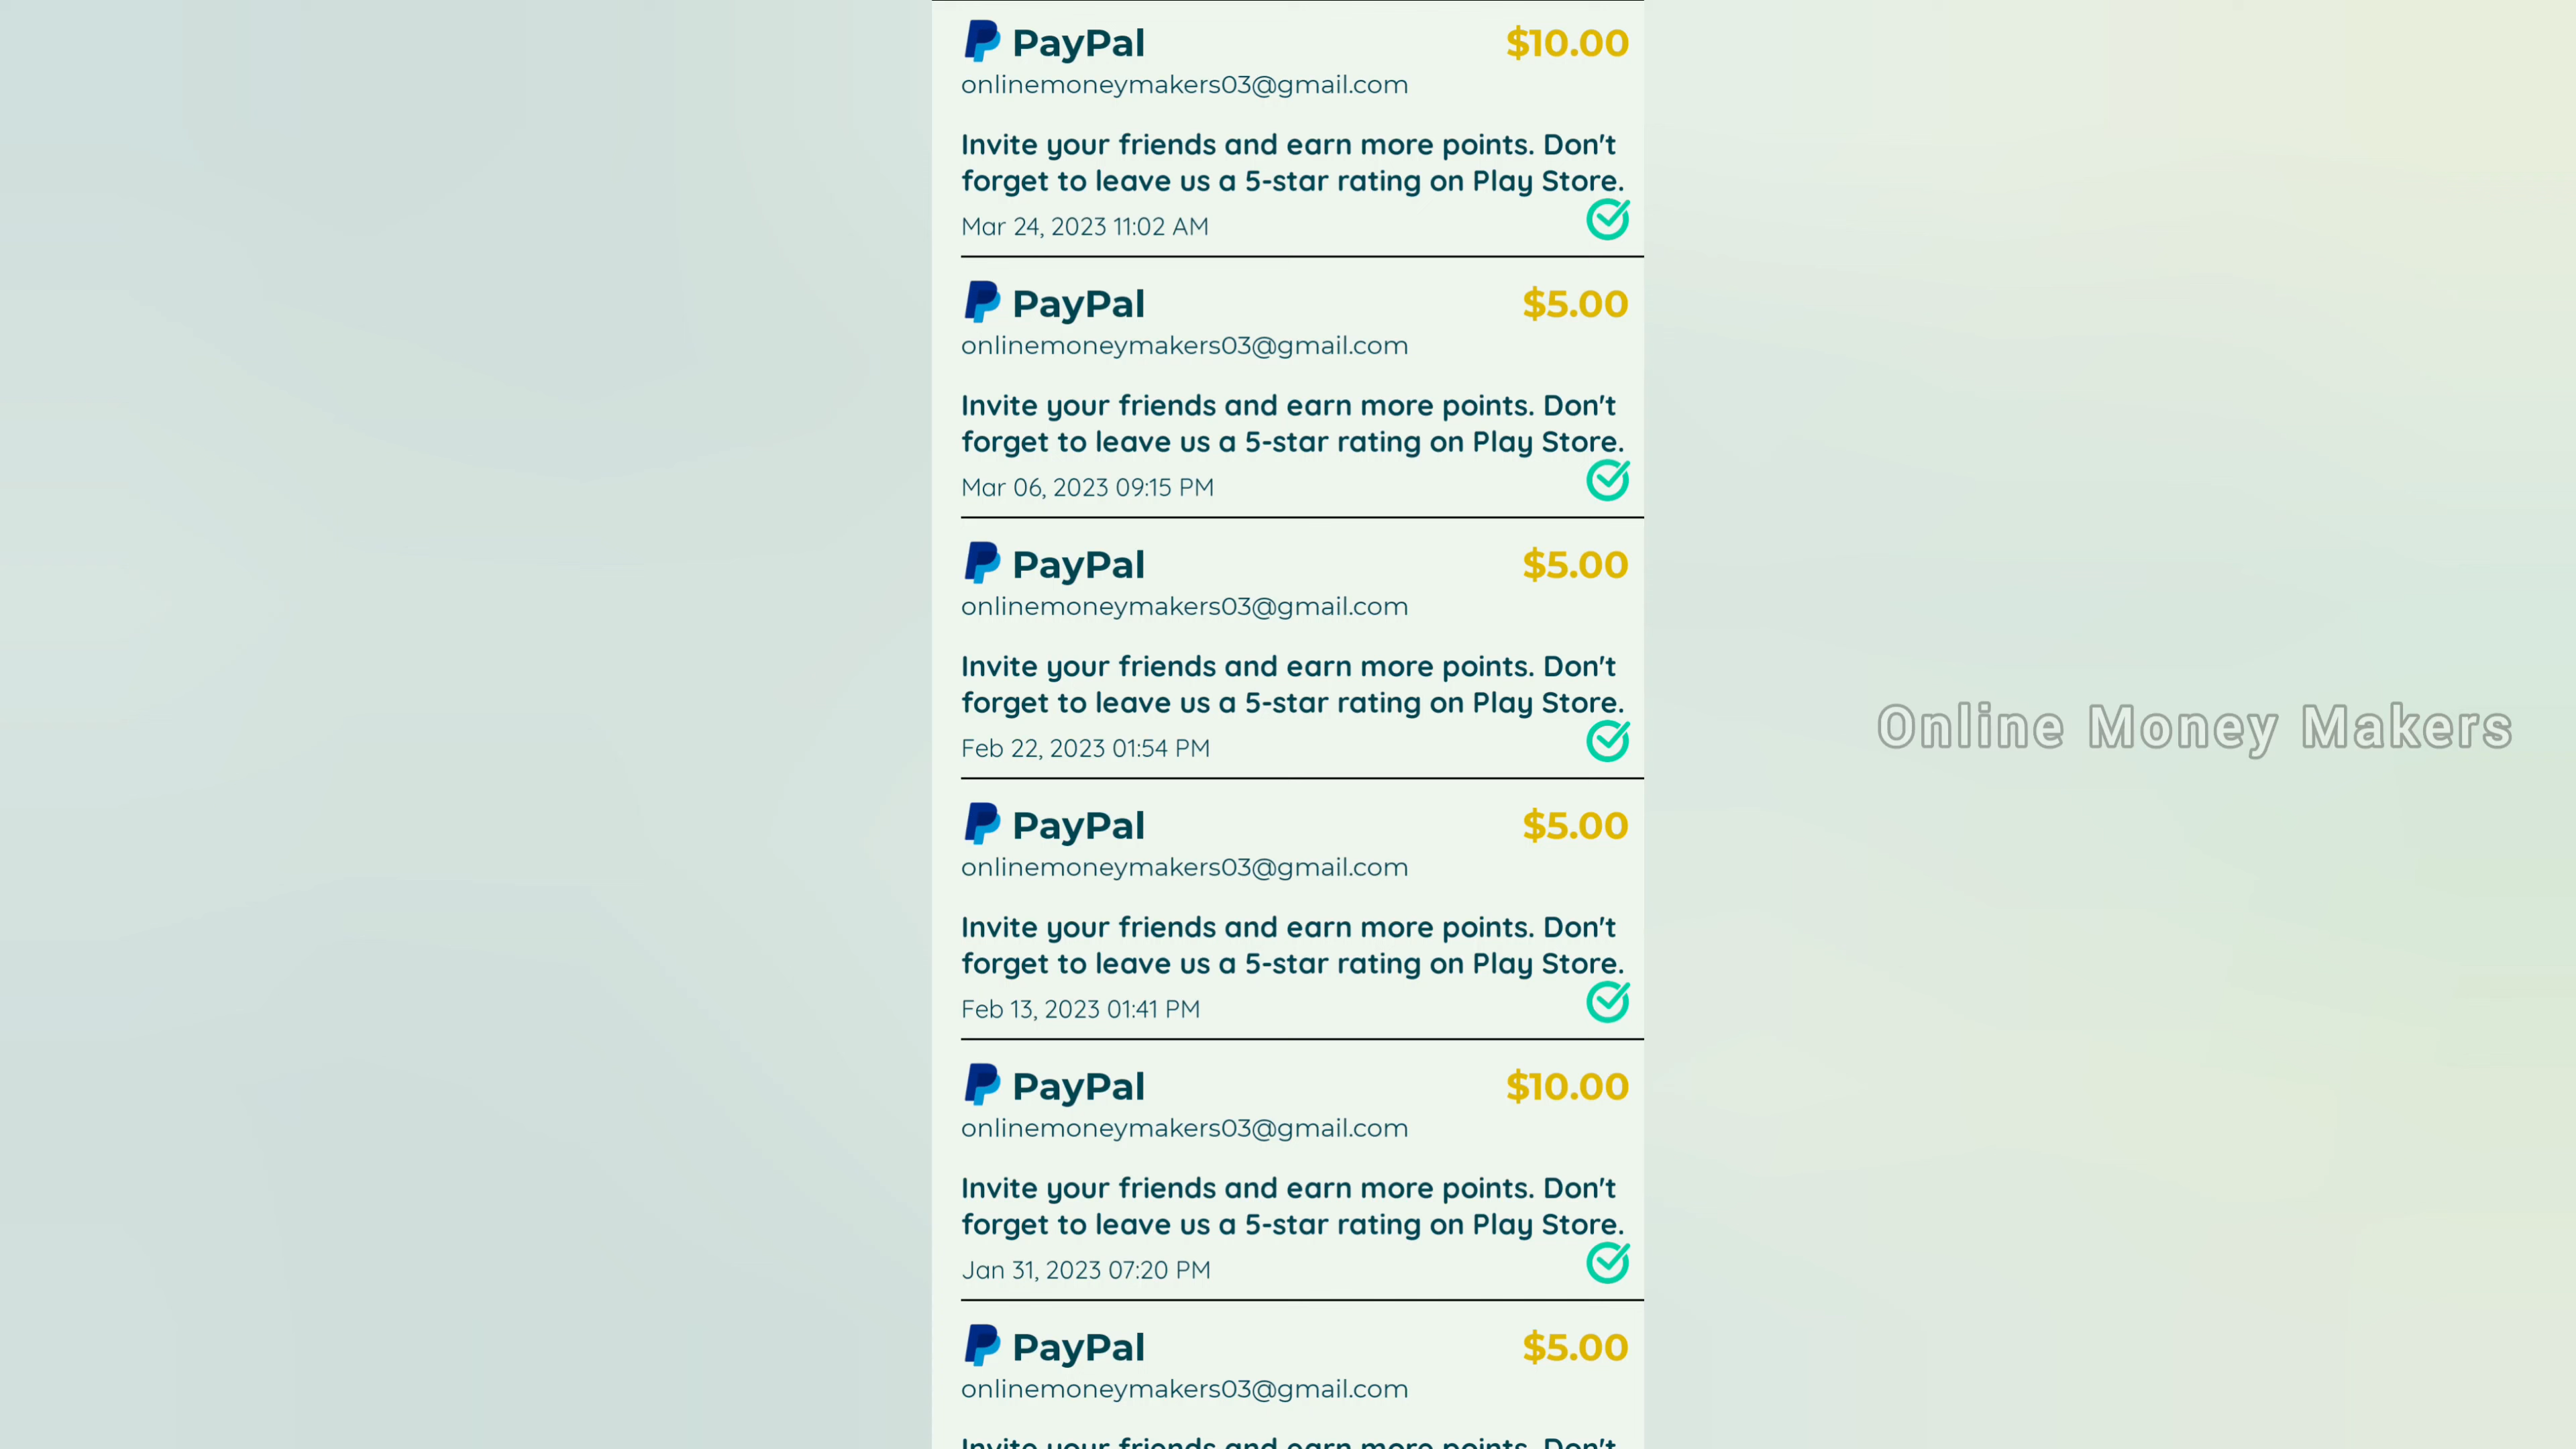 PayPal $10.00
onlinemoneymakers03@gmail.com
Invite your friends and earn more points. Don't
forget to leave us a 5-star rating on Play Store.
Mar 24, 2023 11:02 AM
PayPal $5.00
onlinemoneymakers03@gmail.com
Invite your friends and earn more points. Don't
forget to leave us a 5-star rating on Play Store.
Mar 06, 2023 09:15 PM
PayPal $5.00
onlinemoneymakers03@gmail.com
Invite your friends and earn more points. Don't
forget to leave us a 5-star rating on Play Store.
Feb 22, 2023 01:54 PM
PayPal $5.00
onlinemoneymakers03@gmail.com
Invite your friends and earn more points. Don't
forget to leave us a 5-star rating on Play Store.
Feb 13, 2023 01:41 PM
PayPal $10.00
onlinemoneymakers03@gmail.com
Invite your friends and earn more points. Don't
forget to leave us a 5-star rating on Play Store.
Jan 31, 2023 07:20 PM
PayPal $5.00
onlinemoneymakers03@gmail.com
Invite your friends and earn more points. Don't
Online Money Makers